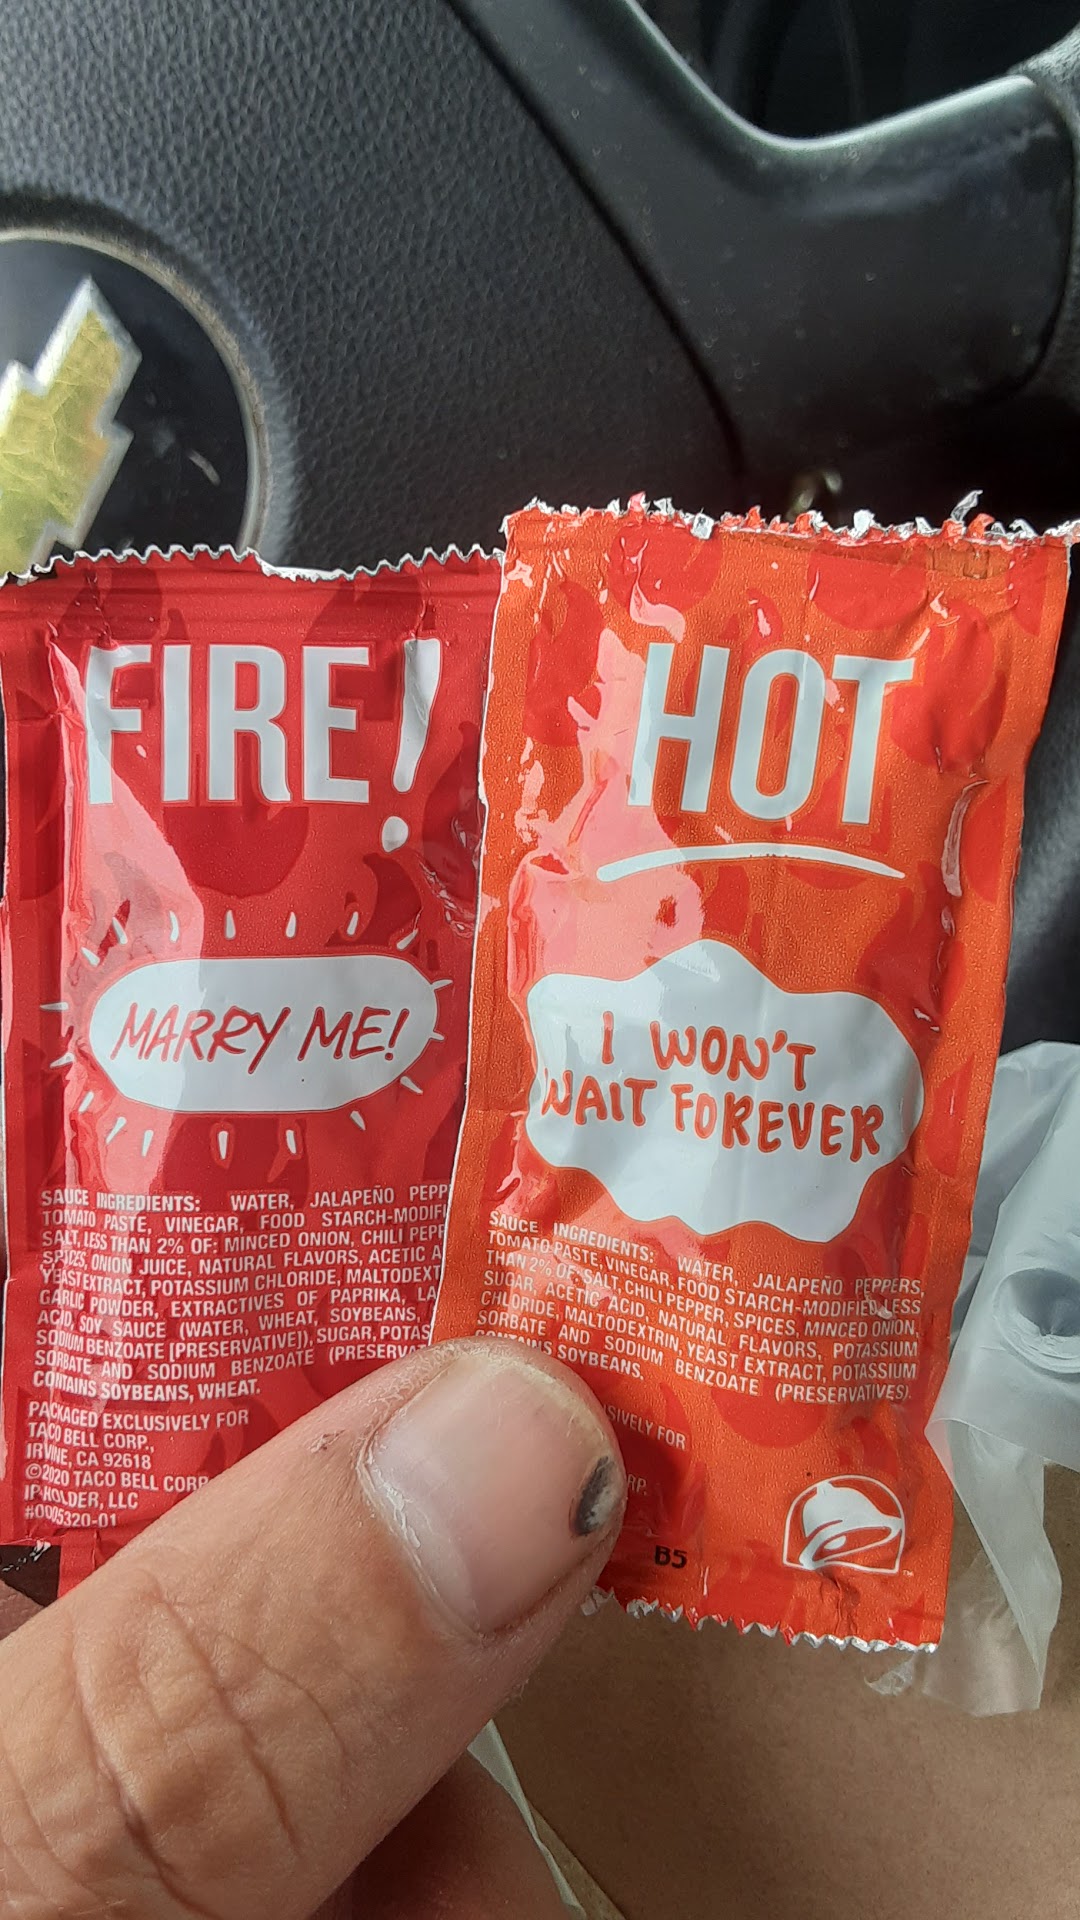 FIRE!
MARRY ME!
SAUCE INGREDIENTS: WATER, JALAPEÑO PEPP
TOMATO PASTE, VINEGAR, FOOD STARCH-MODIFI
SALT, LESS THAN 2% OF: MINCED ONION, CHILI PEPP
SPICES, ONION JUICE, NATURAL FLAVORS, ACETIC A
YEAST EXTRACT, POTASSIUM CHLORIDE, MALTODEXT
GARLIC POWDER, EXTRACTIVES OF PAPRIKA, LA
ACID, SOY SAUCE (WATER, WHEAT, SOYBEANS,
SODIUM BENZOATE [PRESERVATIVE]), SUGAR, POTAS
SORBATE AND SODIUM BENZOATE (PRESERVA
CONTAINS SOYBEANS, WHEAT.
PACKAGED EXCLUSIVELY FOR
TACO BELL CORP.,
IRVINE, CA 92618
©2020 TACO BELL CORP
IP HOLDER, LLC
#0005320-01
HOT
I WON'T
WAIT FOREVER
SAUCE INGREDIENTS: WATER, JALAPEÑO PEPPERS,
TOMATO PASTE, VINEGAR, FOOD STARCH-MODIFIED, LESS
THAN 2% OF: SALT, CHILI PEPPER, SPICES, MINCED ONION,
SUGAR, ACETIC ACID, NATURAL FLAVORS, POTASSIUM
CHLORIDE, MALTODEXTRIN, YEAST EXTRACT, POTASSIUM
SORBATE AND SODIUM BENZOATE (PRESERVATIVES).
CONTAINS SOYBEANS.
SIVELY FOR
RP.
B5